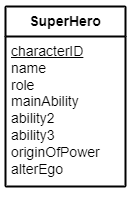 SuperHero
characterID
name
role
mainAbility
ability2
ability3
originOfPower
alterEgo